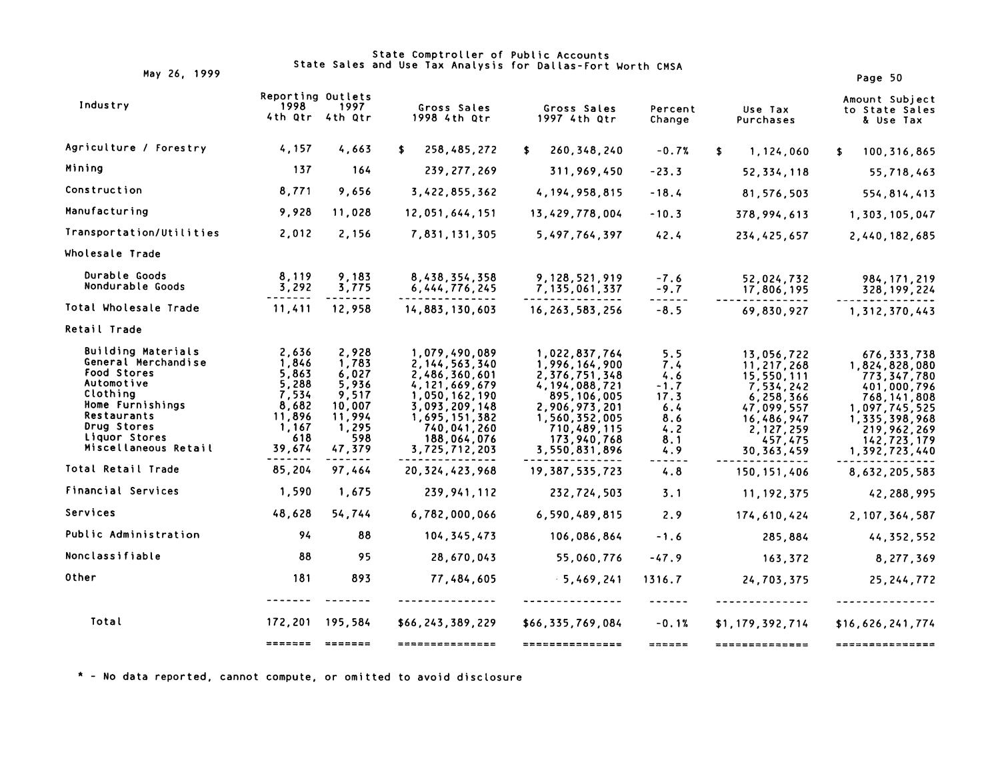 State Comptroller of Public Accounts
State Sales and Use Tax Analysis for Dallas-Fort Worth CMSA
May 26, 1999
Page 50
Reporting Outlets
Industry 1998 1997 Gross Sales Gross Sales Percent Use Tax Amount Subject to State Sales
4th Qtr 4th Qtr 1998 4th Qtr 1997 4th Qtr Change Purchases & Use Tax
Agriculture / Forestry 4,157 4,663 $ 258,485,272 $ 260,348,240 -0.7% $ 1,124,060 $ 100,316,865
Mining 137 164 239,277,269 311,969,450 -23.3 52,334,118 55,718,463
Construction 8,771 9,656 3,422,855,362 4,194,958,815 -18.4 81,576,503 554,814,413
Manufacturing 9,928 11,028 12,051,644,151 13,429,778,004 -10.3 378,994,613 1,303,105,047
Transportation/Utilities 2,012 2,156 7,831,131,305 5,497,764,397 42.4 234,425,657 2,440,182,685
Wholesale Trade
Durable Goods 8,119 9,183 8,438,354,358 9,128,521,919 -7.6 52,024,732 984,171,219
Nondurable Goods 3,292 3,775 6,444,776,245 7,135,061,337 -9.7 17,806,195 328,199,224
Total Wholesale Trade 11,411 12,958 14,883,130,603 16,263,583,256 -8.5 69,830,927 1,312,370,443
Retail Trade
Building Materials 2,636 2,928 1,079,490,089 1,022,837,764 5.5 13,056,722 676,333,738
General Merchandise 1,846 1,783 2,144,563,340 1,996,164,900 7.4 11,217,268 1,824,828,080
Food Stores 5,863 6,027 2,486,360,601 2,376,751,348 4.6 15,550,111 773,347,780
Automotive 5,288 5,936 4,121,669,679 4,194,088,721 -1.7 7,534,242 401,000,796
Clothing 7,534 9,517 1,050,162,190 895,106,005 17.3 6,258,366 768,141,808
Home Furnishings 8,682 10,007 3,093,209,148 2,906,973,201 6.4 47,099,557 1,097,745,525
Restaurants 11,896 11,994 1,695,151,382 1,560,352,005 8.6 16,486,947 1,335,398,968
Drug Stores 1,167 1,295 740,041,260 710,489,115 4.2 2,127,259 219,962,269
Liquor Stores 618 598 188,064,076 173,940,768 8.1 457,475 142,723,179
Miscellaneous Retail 39,674 47,379 3,725,712,203 3,550,831,896 4.9 30,363,459 1,392,723,440
Total Retail Trade 85,204 97,464 20,324,423,968 19,387,535,723 4.8 150,151,406 8,632,205,583
Financial Services 1,590 1,675 239,941,112 232,724,503 3.1 11,192,375 42,288,995
Services 48,628 54,744 6,782,000,066 6,590,489,815 2.9 174,610,424 2,107,364,587
Public Administration 94 88 104,345,473 106,086,864 -1.6 285,884 44,352,552
Nonclassifiable 88 95 28,670,043 55,060,776 -47.9 163,372 8,277,369
Other 181 893 77,484,605 5,469,241 1316.7 24,703,375 25,244,772
Total 172,201 195,584 $66,243,389,229 $66,335,769,084 -0.1% $1,179,392,714 $16,626,241,774
* - No data reported, cannot compute, or omitted to avoid disclosure